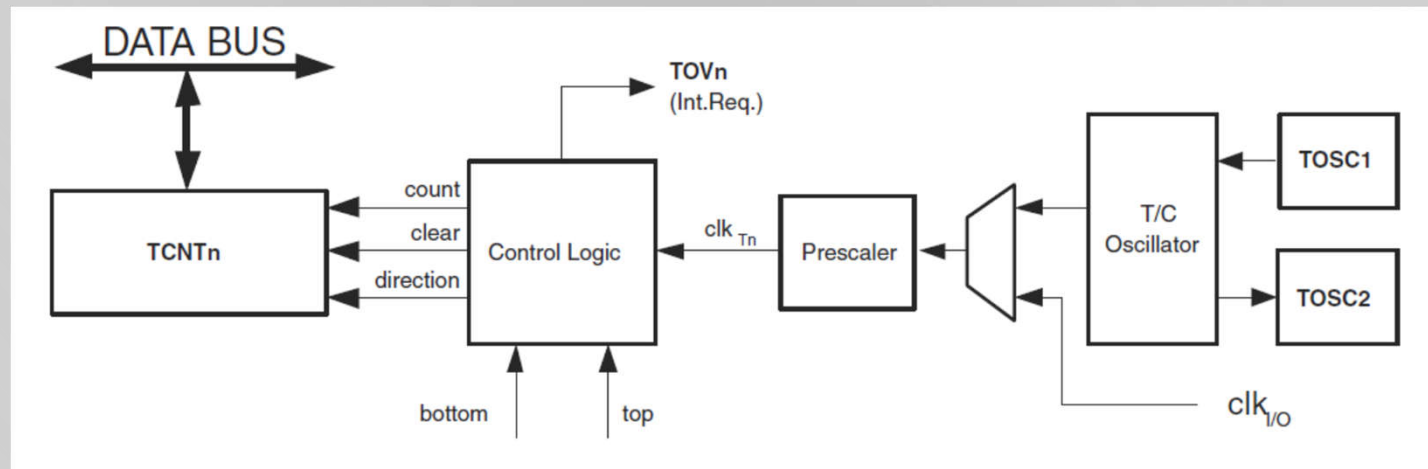 DATA BUS
TOVn
(Int.Req.)
TCNTn
count
clear
direction
Control Logic
clk Tn
Prescaler
T/C
Oscillator
TOSC1
TOSC2
bottom
top
clkI/O